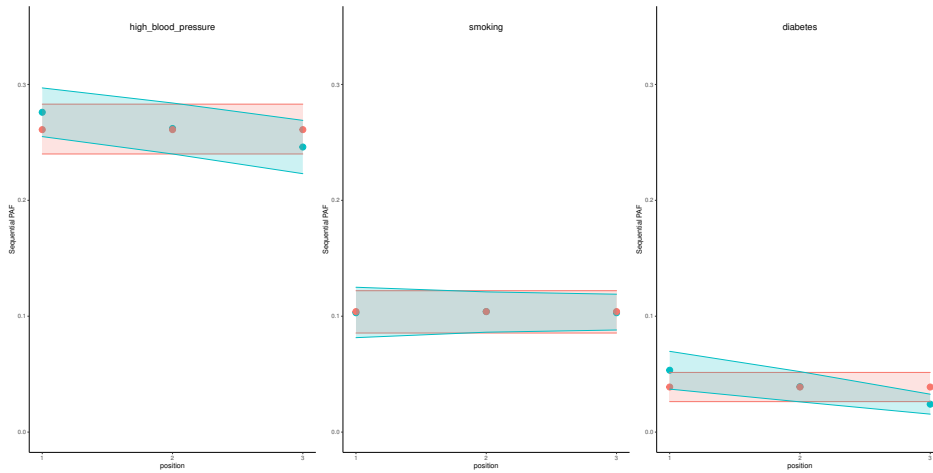 high_blood_pressure
Sequential PAF
0.3
0.2
0.1
0.0
1
2
3
position
smoking
Sequential PAF
0.3
0.2
0.1
0.0
1
2
3
position
diabetes
Sequential PAF
0.3
0.2
0.1
0.0
1
2
3
position